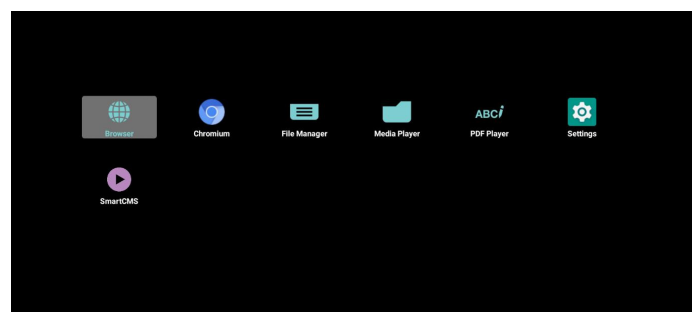 Browser
Chromium
File Manager
Media Player
ABCi
PDF Player
Settings
SmartCMS